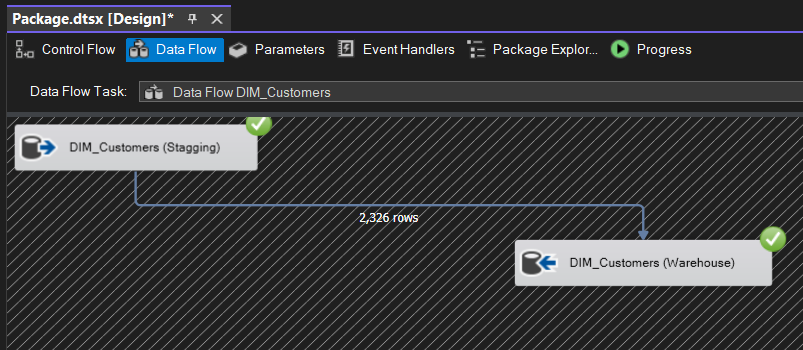 Package.dtsx [Design]*
Control Flow Data Flow Parameters Event Handlers Package Explor... Progress
Data Flow Task: Data Flow DIM_Customers
DIM_Customers (Stagging)
2,326 rows
DIM_Customers (Warehouse)